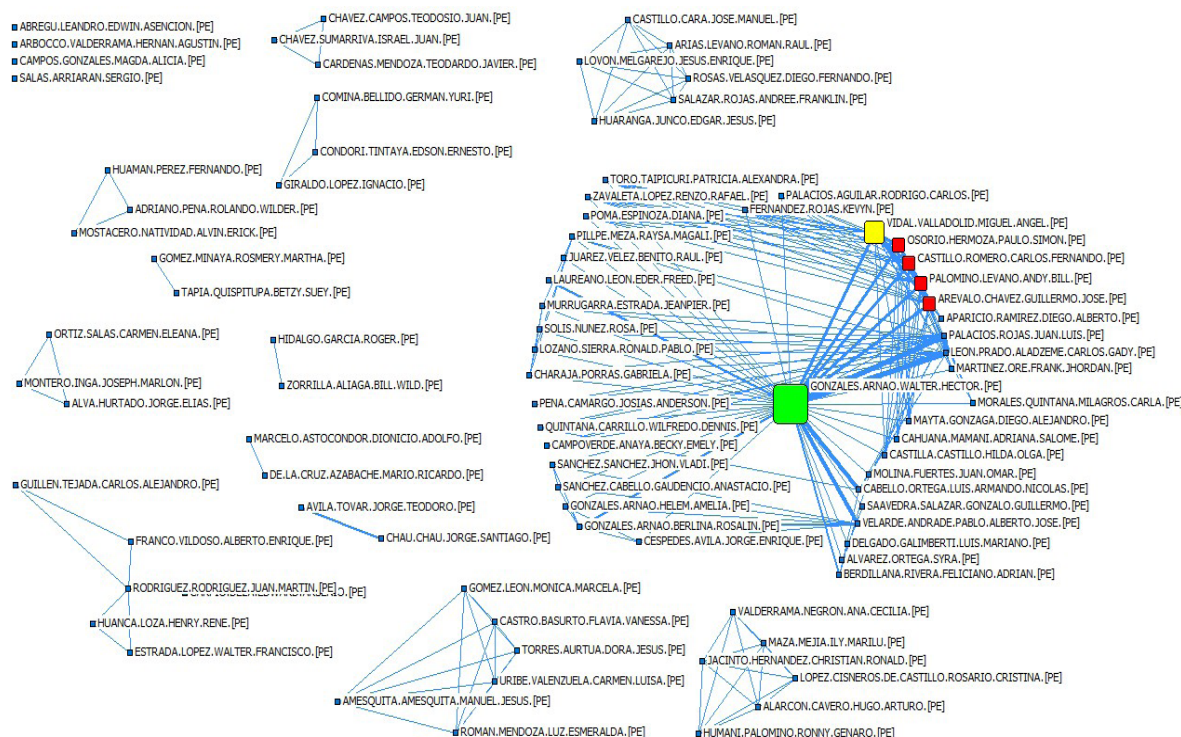 ABREGU.LEANDRO.EDWIN.ASENCION.[PE]
ARBOCCO.VALDERRAMA.HERNAN.AGUSTIN.[PE]
CAMPOS.GONZALES.MAGDA.ALICIA.[PE]
SALAS.ARRIARAN.SERGIO.[PE]
CHAVEZ.CAMPOS.TEODOSIO.JUAN.[PE]
CHAVEZ.SUMARRIVA.ISRAEL.JUAN.[PE]
CARDENAS.MENDOZA.TEODARDO.JAVIER.[PE]
CASTILLO.CARA.JOSE.MANUEL.[PE]
ARIAS.LEVANO.ROMAN.RAUL.[PE]
LOVON.MELGAREJO.JESUS.ENRIQUE.[PE]
ROSAS.VELASQUEZ.DIEGO.FERNANDO.[PE]
SALAZAR.ROJAS.ANDREE.FRANKLIN.[PE]
HUARANGA.JUNCO.EDGAR.JESUS.[PE]
COMINA.BELLIDO.GERMAN.YURI.[PE]
CONDORI.TINTAYA.EDSON.ERNESTO.[PE]
GIRALDO.LOPEZ.IGNACIO.[PE]
HUAMAN.PEREZ.FERNANDO.[PE]
ADRIANO.PENA.ROLANDO.WILDER.[PE]
MOSTACERO.NATIVIDAD.ALVIN.ERICK.[PE]
GOMEZ.MINAYA.ROSMERY.MARTHA.[PE]
TAPIA.QUISPITUPA.BETZY.SUEY.[PE]
ORTIZ.SALAS.CARMEN.ELEANA.[PE]
MONTERO.INGA.JOSEPH.MARLON.[PE]
ALVA.HURTADO.JORGE.ELIAS.[PE]
HIDALGO.GARCIA.ROGER.[PE]
ZORRILLA.ALIAGA.BILL.WILD.[PE]
MARCELO.ASTOCONDOR.DIONICIO.ADOLFO.[PE]
DE.LA.CRUZ.AZABACHE.MARIO.RICARDO.[PE]
GUILLEN.TEJADA.CARLOS.ALEJANDRO.[PE]
AVILA.TOVAR.JORGE.TEODORO.[PE]
CHAU.CHAU.JORGE.SANTIAGO.[PE]
FRANCO.VILDOSO.ALBERTO.ENRIQUE.[PE]
RODRIGUEZ.RODRIGUEZ.JUAN.MARTIN.[PE]
HUANCA.LOZA.HENRY.RENE.[PE]
ESTRADA.LOPEZ.WALTER.FRANCISCO.[PE]
TORO.TAIPICURI.PATRICIA.ALEXANDRA.[PE]
ZAVALETA.LOPEZ.RENZO.RAFAEL.[PE]
PALACIOS.AGUILAR.RODRIGO.CARLOS.[PE]
FERNANDEZ.ROJAS.KEVYN.[PE]
POMA.ESPINOZA.DIANA.[PE]
VIDAL.VALLADOLID.MIGUEL.ANGEL.[PE]
PILLPE.MEZA.RAYSA.MAGALI.[PE]
OSORIO.HERMOZA.PAULO.SIMON.[PE]
JUAREZ.VELEZ.BENITO.RAUL.[PE]
CASTILLO.ROMERO.CARLOS.FERNANDO.[PE]
LAUREANO.LEON.EDER.FREED.[PE]
PALOMINO.LEVANO.ANDY.BILL.[PE]
MURRUGARRA.ESTRADA.JEANPIER.[PE]
AREVALO.CHAVEZ.GUILLERMO.JOSE.[PE]
APARICIO.RAMIREZ.DIEGO.ALBERTO.[PE]
SOLIS.NUNEZ.ROSA.[PE]
PALACIOS.ROJAS.JUAN.LUIS.[PE]
LOZANO.SIERRA.RONALD.PABLO.[PE]
LEON.PRADO.ALADZEME.CARLOS.GADY.[PE]
CHARAJA.PORRAS.GABRIELA.[PE]
MARTINEZ.ORE.FRANK.JHORDAN.[PE]
GONZALES.ARNAO.WALTER.HECTOR.[PE]
PENA.CAMARGO.JOSIAS.ANDERSON.[PE]
MORALES.QUINTANA.MILAGROS.CARLA.[PE]
QUINTANA.CARRILLO.WILFREDO.DENNIS.[PE]
MAYTA.GONZAGA.DIEGO.ALEJANDRO.[PE]
CAMPOVERDE.ANAYA.BECKY.EMELY.[PE]
CAHUANA.MAMANI.ADRIANA.SALOME.[PE]
CASTILLA.CASTILLO.HILDA.OLGA.[PE]
SANCHEZ.SANCHEZ.JHON.VLADI.[PE]
MOLINA.FUERTES.JUAN.OMAR.[PE]
SANCHEZ.CABELLO.GAUDENCIO.ANASTACIO.[PE]
CABELLO.ORTEGA.LUIS.ARMANDO.NICOLAS.[PE]
GONZALES.ARNAO.HELEM.AMELIA.[PE]
SAAVEDRA.SALAZAR.GONZALO.GUILLERMO.[PE]
GONZALES.ARNAO.BERLINA.ROSALIN.[PE]
VELARDE.ANDRADE.PABLO.ALBERTO.JOSE.[PE]
CESPEDES.AVILA.JORGE.ENRIQUE.[PE]
DELGADO.GALIMBERTI.LUIS.MARIANO.[PE]
ALVAREZ.ORTEGA.SYRA.[PE]
BERDILLANA.RIVERA.FELICIANO.ADRIAN.[PE]
GOMEZ.LEON.MONICA.MARCELA.[PE]
CASTRO.BASURTO.FLAVIA.VANESSA.[PE]
TORRES.AURTUA.DORA.JESUS.[PE]
URIBE.VALENZUELA.CARMEN.LUISA.[PE]
AMESQUITA.AMESQUITA.MANUEL.JESUS.[PE]
ROMAN.MENDOZA.LUZ.ESMERALDA.[PE]
VALDERRAMA.NEGRON.ANA.CECILIA.[PE]
MAZA.MEJIA.ILY.MARILU.[PE]
JACINTO.HERNANDEZ.CHRISTIAN.RONALD.[PE]
LOPEZ.CISNEROS.DE.CASTILLO.ROSARIO.CRISTINA.[PE]
ALARCON.CAVERO.HUGO.ARTURO.[PE]
HUMANI.PALOMINO.RONNY.GENARO.[PE]